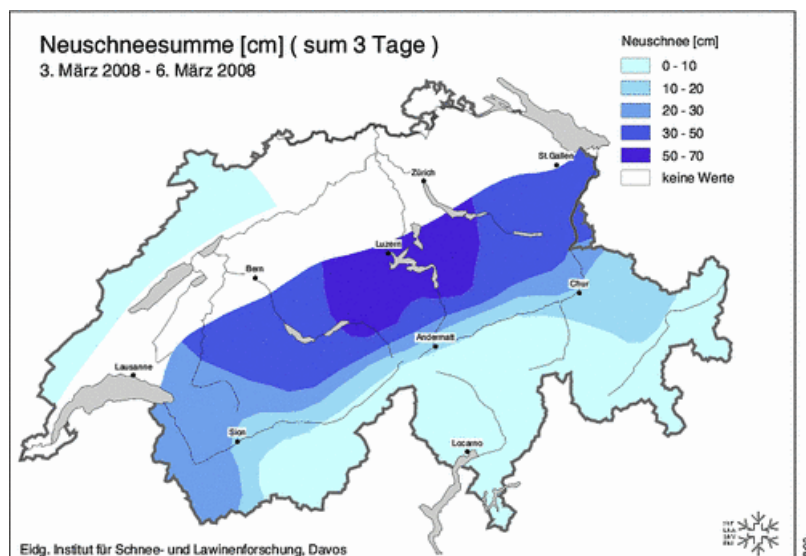 Neuschneesumme [cm] ( sum 3 Tage )
3. März 2008 - 6. März 2008
Neuschnee [cm]
0 - 10
10 - 20
20 - 30
30 - 50
50 - 70
keine Werte
St.Gallen
Zürich
Luzern
Bern
Chur
Andermatt
Lausanne
Sion
Locarno
Eidg. Institut für Schnee- und Lawinenforschung, Davos